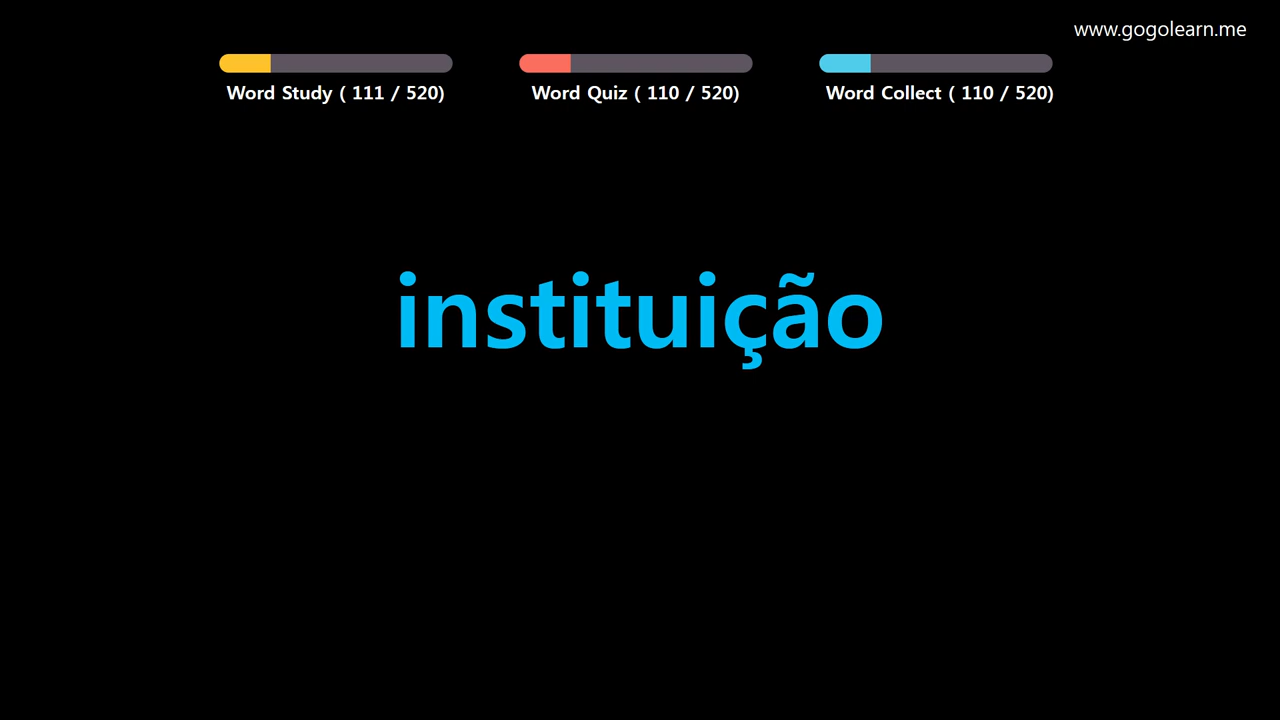 www.gogolearn.me
Word Study ( 111 / 520)
Word Quiz ( 110 / 520)
Word Collect ( 110 / 520)
instituição